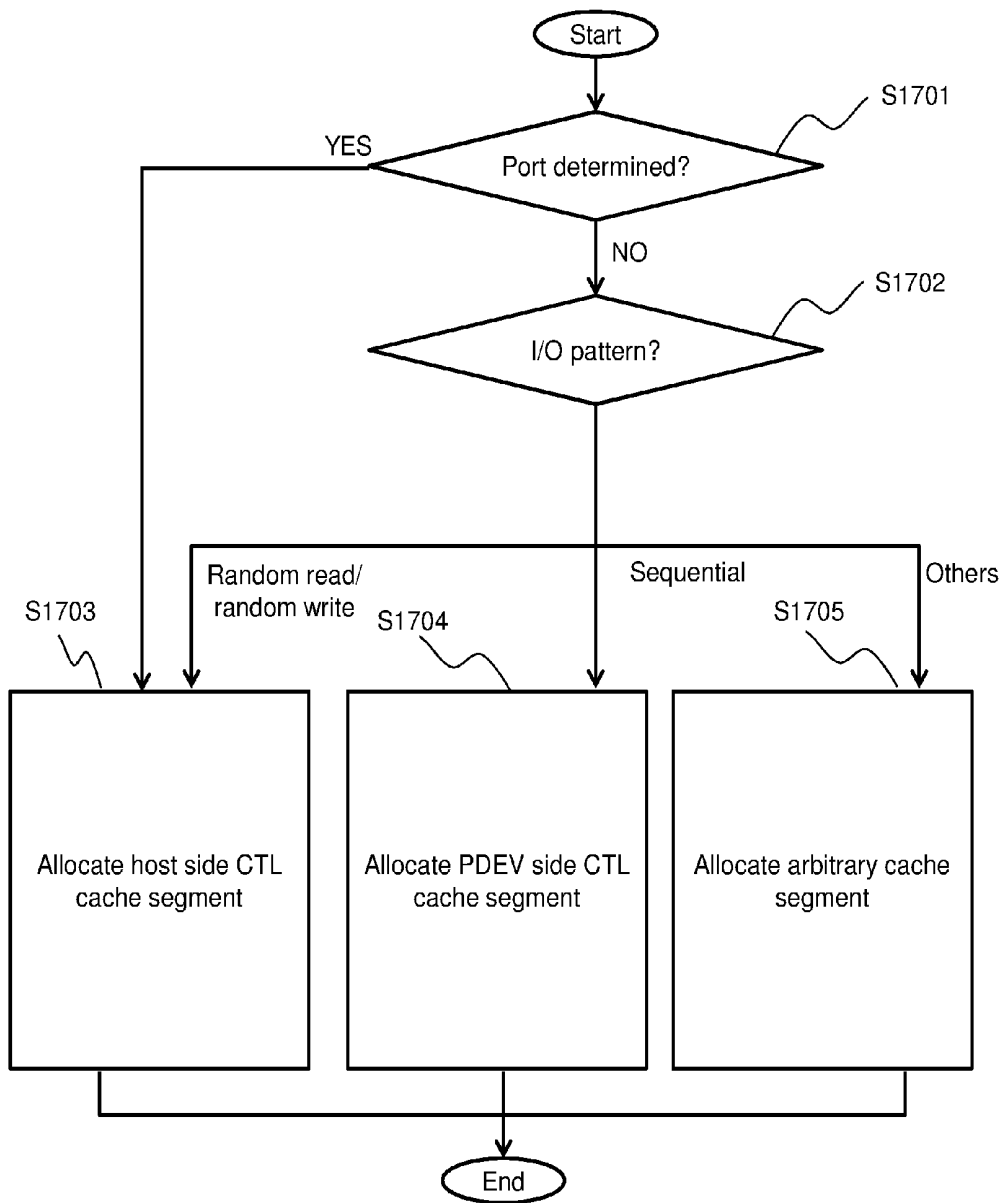 Start
S1701
YES
Port determined?
NO
S1702
I/O pattern?
Random read/
random write
Sequential
Others
S1703
S1704
S1705
Allocate host side CTL
cache segment
Allocate PDEV side CTL
cache segment
Allocate arbitrary cache
segment
End